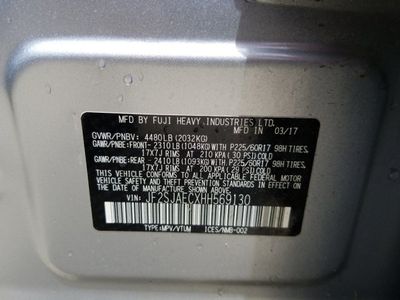 MFD BY FUJI HEAVY INDUSTRIES LTD.
IN 03/17
GVWR/PNBV: 4480LB(2032KG)
GAW/PNBE:FRONT- 2310LB(1048KG)WITH P225/60R17 98H TIRES,
17X7J RIMS AT 210 KPA(30 PSI)COLD
GAW/PNBE:REAR - 2410LB(1093KG)WITH P225/60R17 98H TIRES,
17X7J RIMS AT 200 KPA(29 PSI)COLD
THIS VEHICLE CONFORMS TO ALL APPLICABLE
FEDERAL MOTOR VEHICLE SAFETY AND
THEFT PREVENTION STANDARDS IN EFFECT
ON THE DATE OF MANUFACTURE SHOWN ABOVE.
VIN: JF2SJAECXHH569130
TYPE:MPV/VTUM ICES/NMB-002